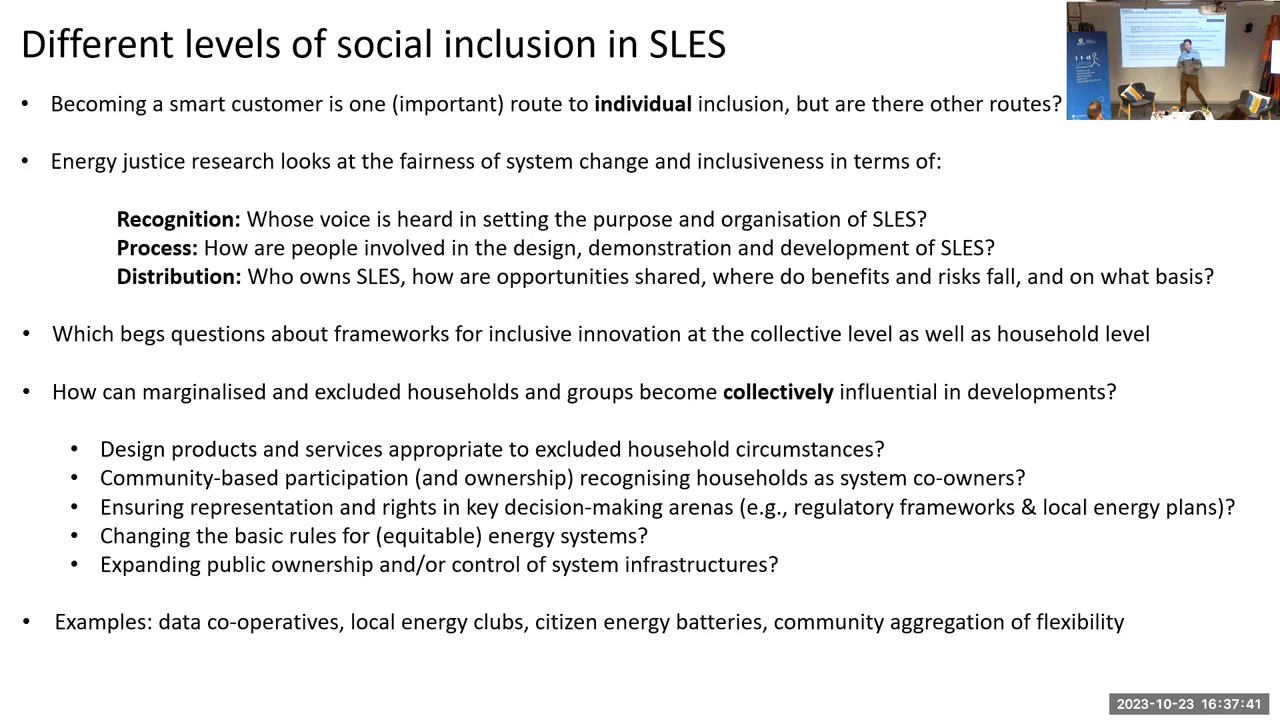 Different levels of social inclusion in SLES
• Becoming a smart customer is one (important) route to individual inclusion, but are there other routes?
• Energy justice research looks at the fairness of system change and inclusiveness in terms of:
Recognition: Whose voice is heard in setting the purpose and organisation of SLES?
Process: How are people involved in the design, demonstration and development of SLES?
Distribution: Who owns SLES, how are opportunities shared, where do benefits and risks fall, and on what basis?
• Which begs questions about frameworks for inclusive innovation at the collective level as well as household level
• How can marginalised and excluded households and groups become collectively influential in developments?
• Design products and services appropriate to excluded household circumstances?
• Community-based participation (and ownership) recognising households as system co-owners?
• Ensuring representation and rights in key decision-making arenas (e.g., regulatory frameworks & local energy plans)?
• Changing the basic rules for (equitable) energy systems?
• Expanding public ownership and/or control of system infrastructures?
• Examples: data co-operatives, local energy clubs, citizen energy batteries, community aggregation of flexibility
2023-10-23 16:37:41